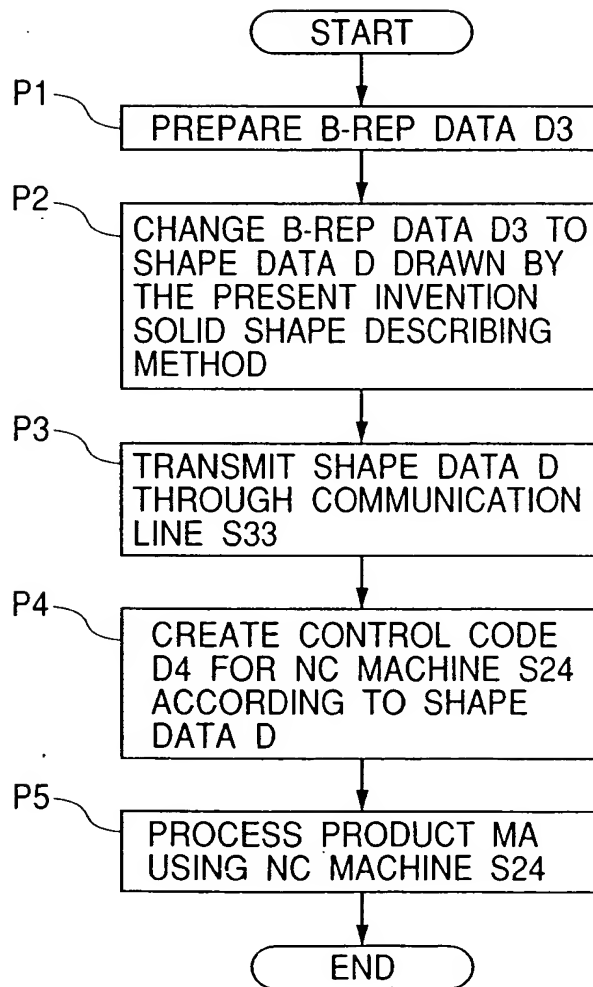 START
P1
PREPARE B-REP DATA D3
P2
CHANGE B-REP DATA D3 TO
SHAPE DATA D DRAWN BY
THE PRESENT INVENTION
SOLID SHAPE DESCRIBING
METHOD
P3
TRANSMIT SHAPE DATA D
THROUGH COMMUNICATION
LINE S33
P4
CREATE CONTROL CODE
D4 FOR NC MACHINE S24
ACCORDING TO SHAPE
DATA D
P5
PROCESS PRODUCT MA
USING NC MACHINE S24
END